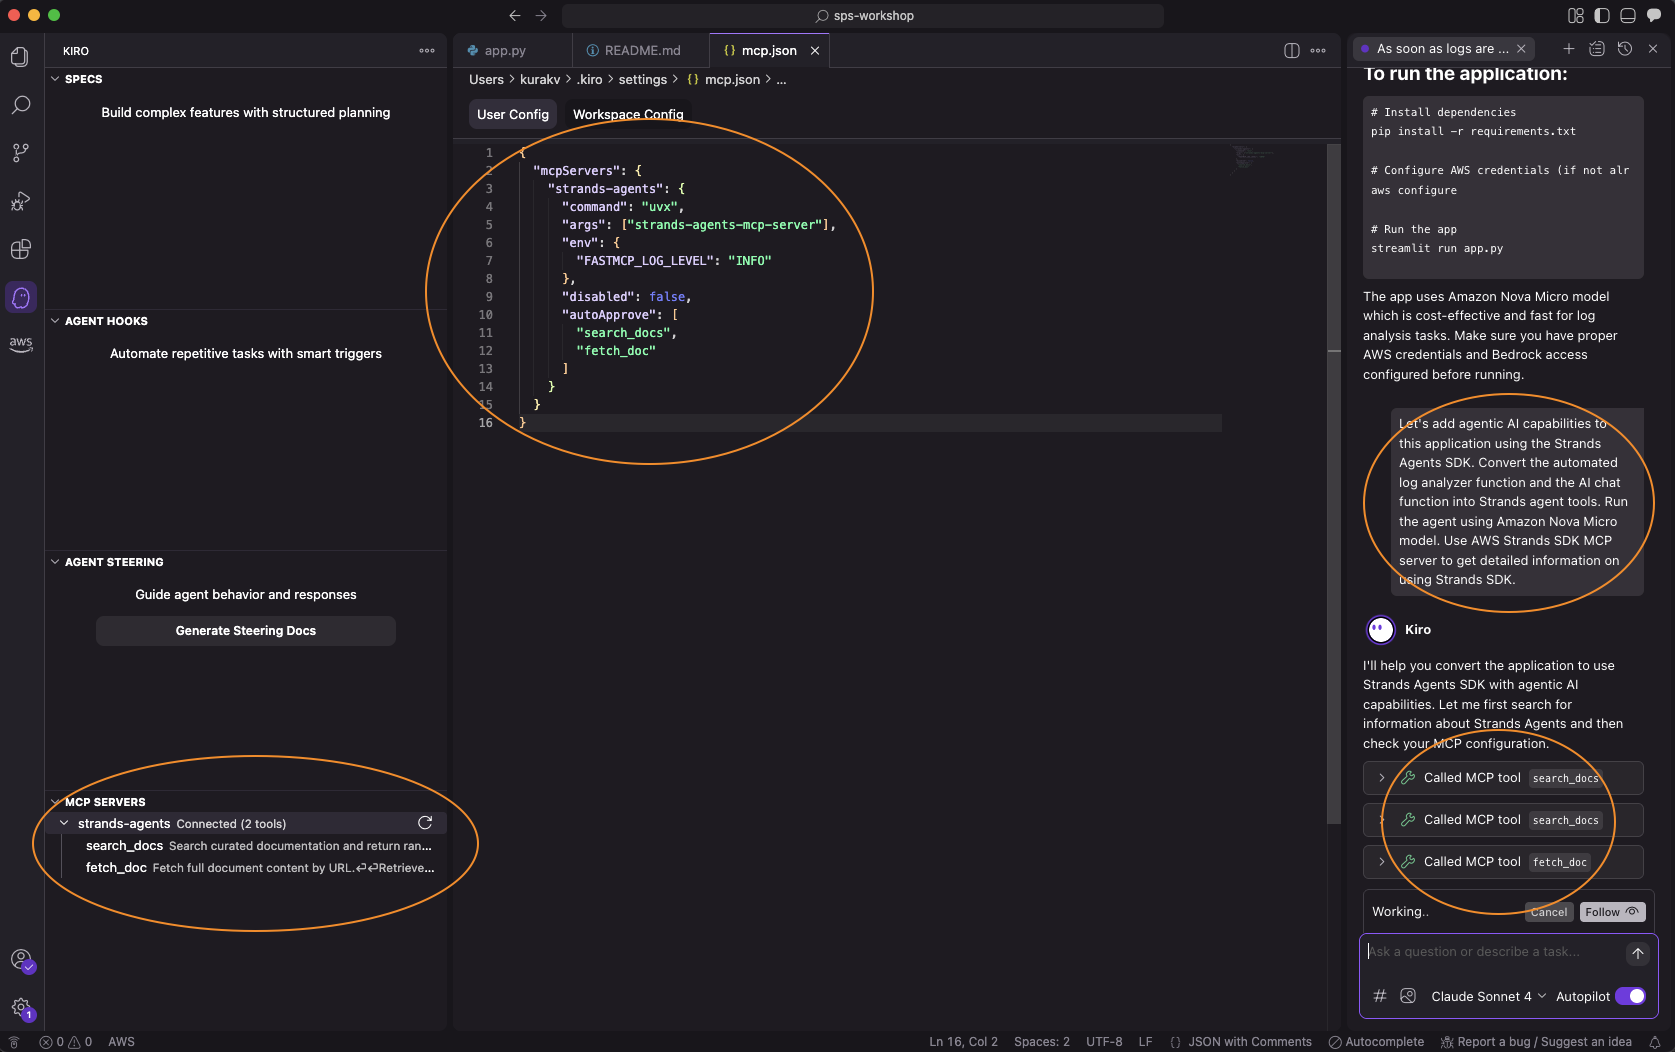 sps-workshop
KIRO
SPECS
Build complex features with structured planning
AGENT HOOKS
Automate repetitive tasks with smart triggers
AGENT STEERING
Guide agent behavior and responses
Generate Steering Docs
MCP SERVERS
strands-agents Connected (2 tools)
search_docs Search curated documentation and return ran...
fetch_doc Fetch full document content by URL.↵↵Retrieve...
aws
1
app.py
README.md
{} mcp.json
Users > kurakv > .kiro > settings > {} mcp.json > ...
User Config Workspace Config
1 {
2 "mcpServers": {
3 "strands-agents": {
4 "command": "uvx",
5 "args": ["strands-agents-mcp-server"],
6 "env": {
7 "FASTMCP_LOG_LEVEL": "INFO"
8 },
9 "disabled": false,
10 "autoApprove": [
11 "search_docs",
12 "fetch_doc"
13 ]
14 }
15 }
16 }
As soon as logs are ...
To run the application:
# Install dependencies
pip install -r requirements.txt
# Configure AWS credentials (if not alr
aws configure
# Run the app
streamlit run app.py
The app uses Amazon Nova Micro model
which is cost-effective and fast for log
analysis tasks. Make sure you have proper
AWS credentials and Bedrock access
configured before running.
Let's add agentic AI capabilities to
this application using the Strands
Agents SDK. Convert the automated
log analyzer function and the AI chat
function into Strands agent tools. Run
the agent using Amazon Nova Micro
model. Use AWS Strands SDK MCP
server to get detailed information on
using Strands SDK.
Kiro
I'll help you convert the application to use
Strands Agents SDK with agentic AI
capabilities. Let me first search for
information about Strands Agents and then
check your MCP configuration.
Called MCP tool search_docs
Called MCP tool search_docs
Called MCP tool fetch_doc
Working..
Cancel Follow
Ask a question or describe a task...
# Claude Sonnet 4 Autopilot
0 0 AWS
Ln 16, Col 2 Spaces: 2 UTF-8 LF {} JSON with Comments Autocomplete Report a bug / Suggest an idea